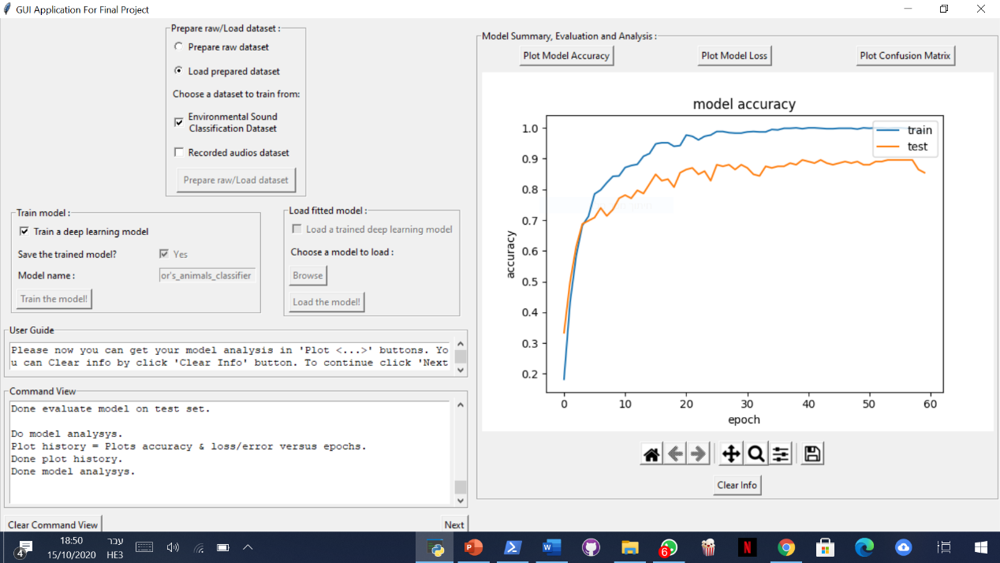 GUI Application For Final Project
Prepare raw/Load dataset :
Prepare raw dataset
Load prepared dataset
Choose a dataset to train from:
Environmental Sound
Classification Dataset
Recorded audios dataset
Prepare raw/Load dataset
Train model :
Train a deep learning model
Save the trained model?
Yes
Model name :
or's_animals_classifier
Train the model!
Load fitted model :
Load a trained deep learning model
Choose a model to load :
Browse
Load the model!
User Guide
Please now you can get your model analysis in 'Plot <...>' buttons. Yo
u can Clear info by click 'Clear Info' button. To continue click 'Next
Command View
Done evaluate model on test set.
Do model analysys.
Plot history = Plots accuracy & loss/error versus epochs.
Done plot history.
Done model analysys.
Clear Command View
Next
Model Summary, Evaluation and Analysis :
Plot Model Accuracy
Plot Model Loss
Plot Confusion Matrix
model accuracy
train
test
1.0
0.9
0.8
0.7
0.6
0.5
0.4
0.3
0.2
accuracy
0 10 20 30 40 50 60
epoch
Clear Info
4
18:50
15/10/2020
עבר
HE3
6